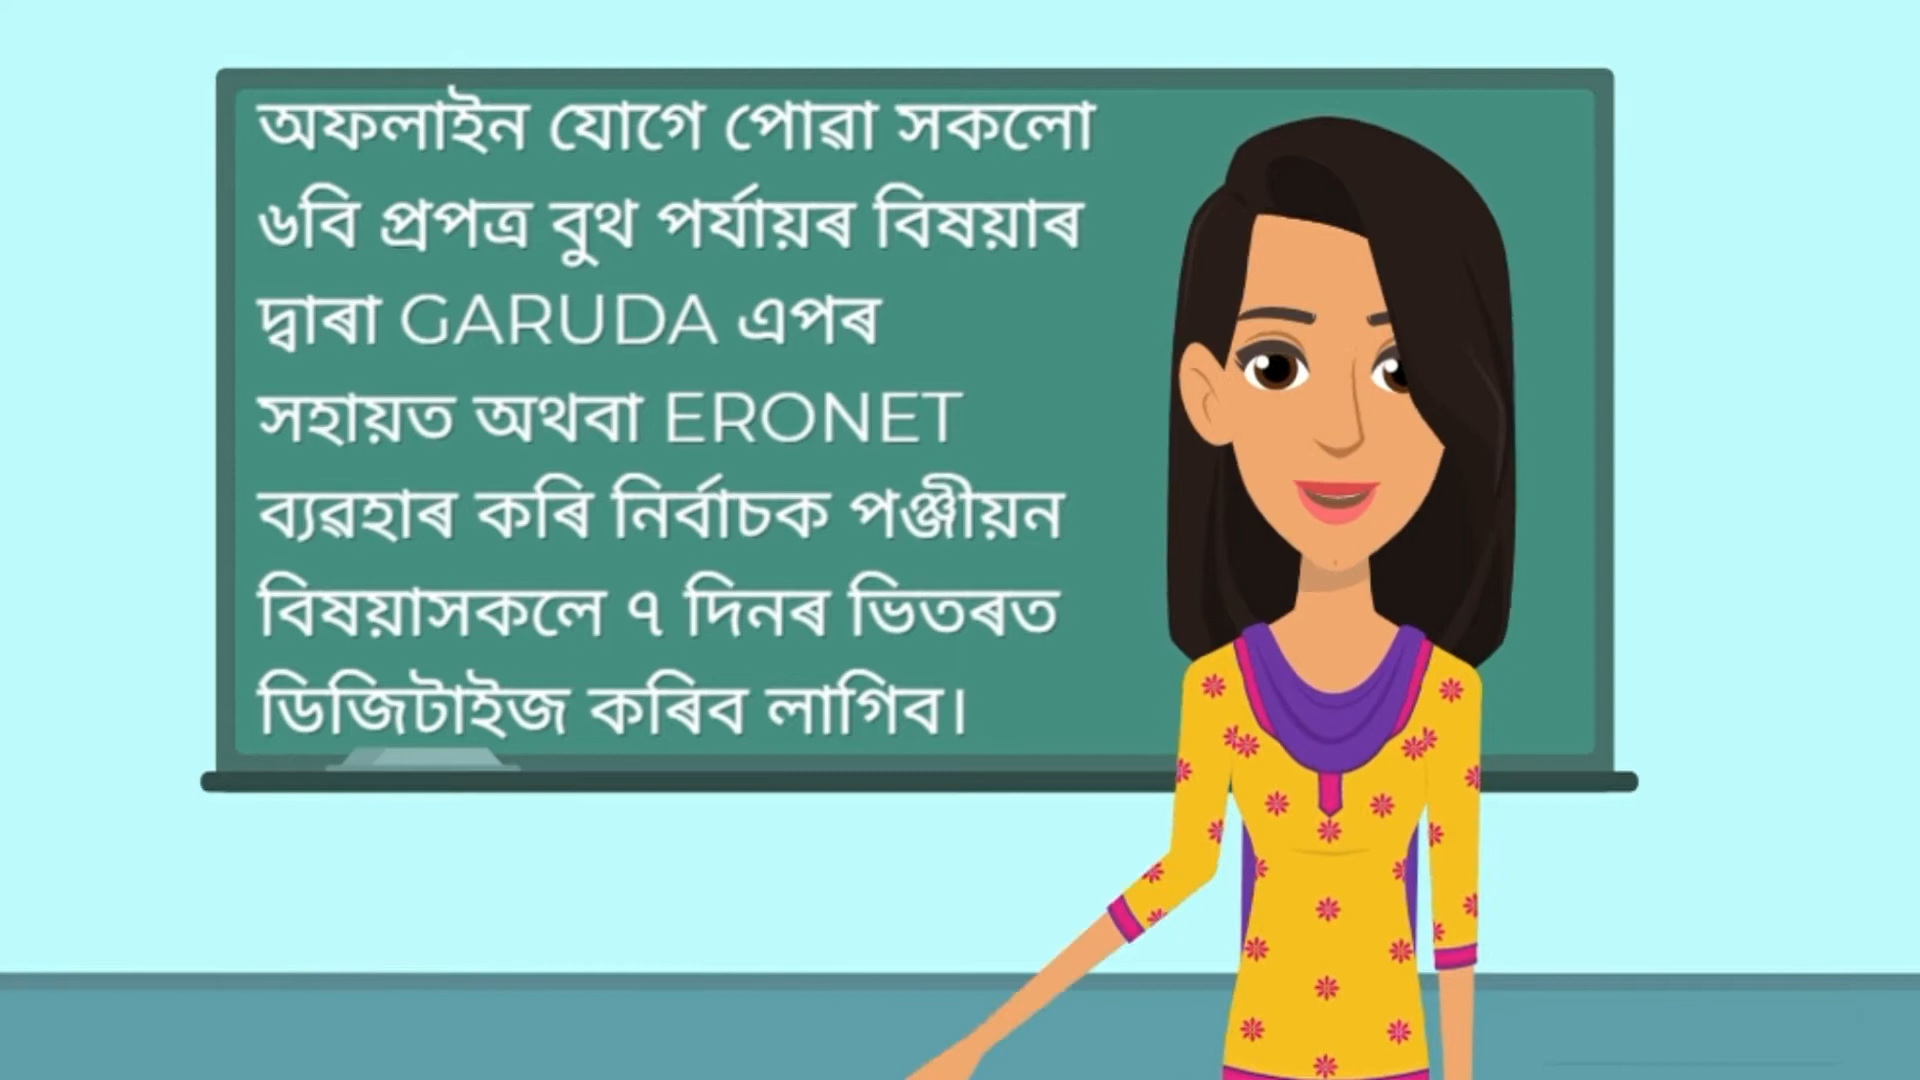 অফলাইন যোগে পোৱা সকলো
৬বি প্ৰপত্ৰ বুথ পৰ্যায়ৰ বিষয়াৰ
দ্বাৰা GARUDA এপৰ
সহায়ত অথবা ERONET
ব্যৱহাৰ কৰি নিৰ্বাচক পঞ্জীয়ন
বিষয়াসকলে ৭ দিনৰ ভিতৰত
ডিজিটাইজ কৰিব লাগিব।